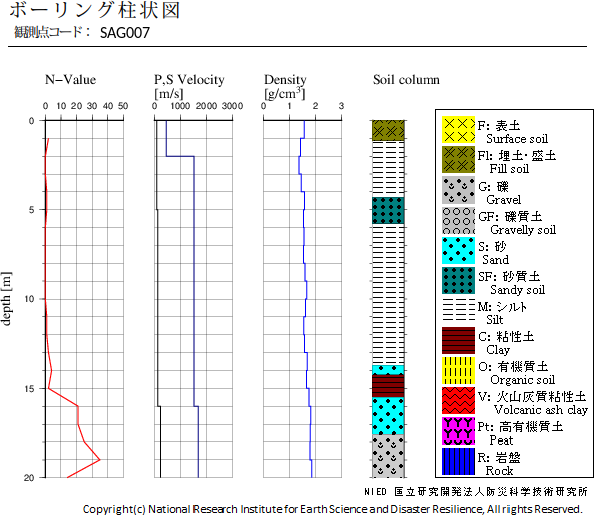 ボーリング柱状図
観測点コード： SAG007
N−Value
P,S Velocity
Density
Soil column
[m/s]
[g/cm³]
0 10 20 30 40 50
0 1000 2000 3000
0 1 2 3
depth [m]
0
5
10
15
20
F: 表土
Surface soil
Fl: 埋土・盛土
Fill soil
G: 礫
Gravel
GF: 礫質土
Gravelly soil
S: 砂
Sand
SF: 砂質土
Sandy soil
M: シルト
Silt
C: 粘性土
Clay
O: 有機質土
Organic soil
V: 火山灰質粘性土
Volcanic ash clay
Pt: 高有機質土
Peat
R: 岩盤
Rock
NIED 国立研究開発法人防災科学技術研究所
Copyright(c) National Research Institute for Earth Science and Disaster Resilience, All Rights Reserved.